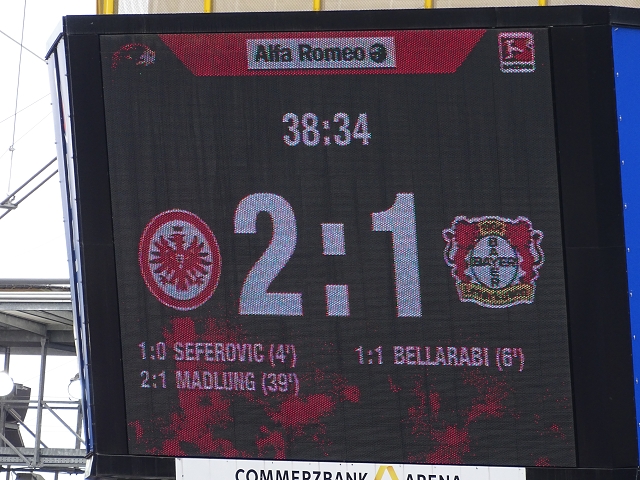 Alfa Romeo
38:34
2:1
BAYER
BAYER
1:0 SEFEROVIC (4')
1:1 BELLARABI (6')
2:1 MADLUNG (39')
COMMERZBANK ARENA